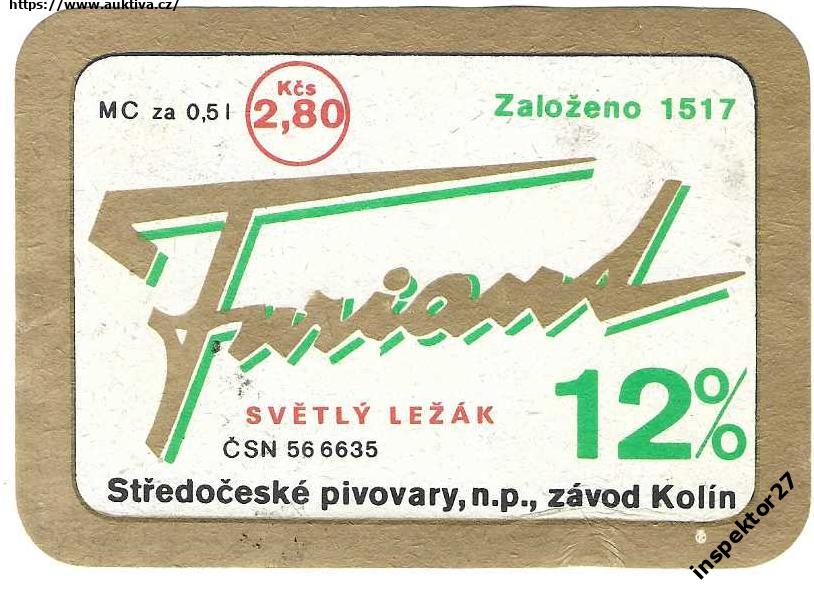 https://www.auktiva.cz/
MC za 0,5 l
Kčs
2,80
Založeno 1517
Furiant
SVĚTLÝ LEŽÁK
12%
ČSN 56 6635
Středočeské pivovary, n.p., závod Kolín
inspektor27